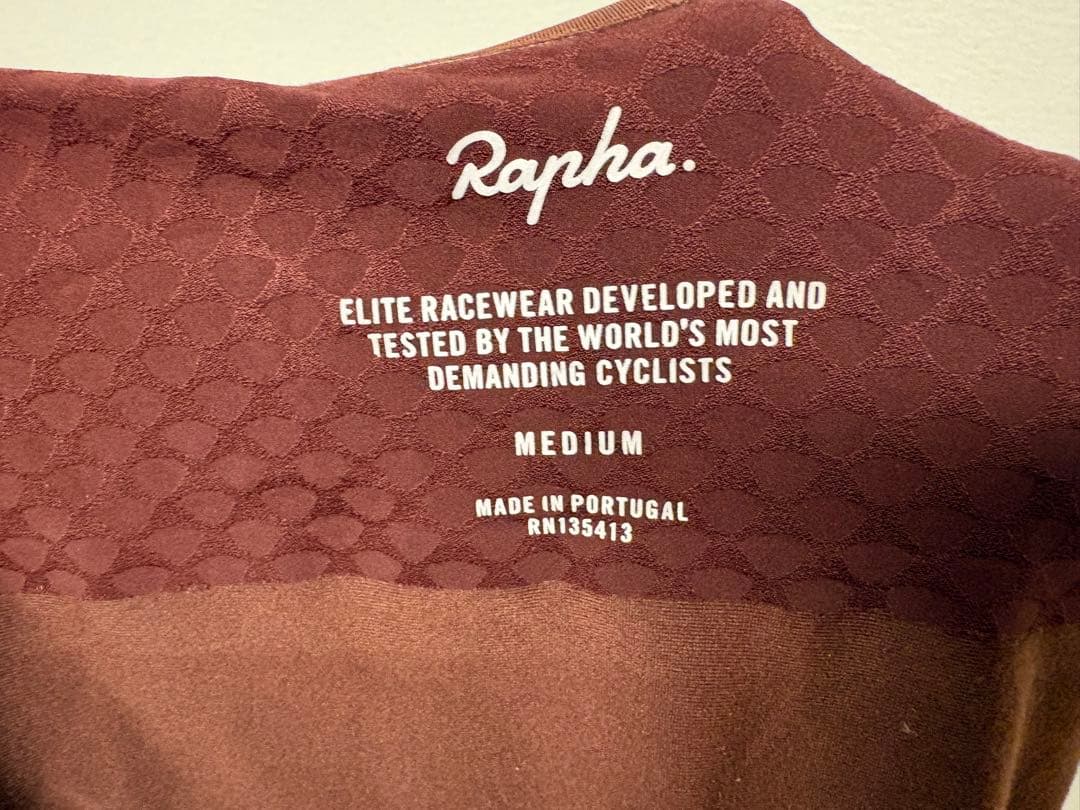 Rapha.
ELITE RACEWEAR DEVELOPED AND
TESTED BY THE WORLD'S MOST
DEMANDING CYCLISTS
MEDIUM
MADE IN PORTUGAL
RN135413